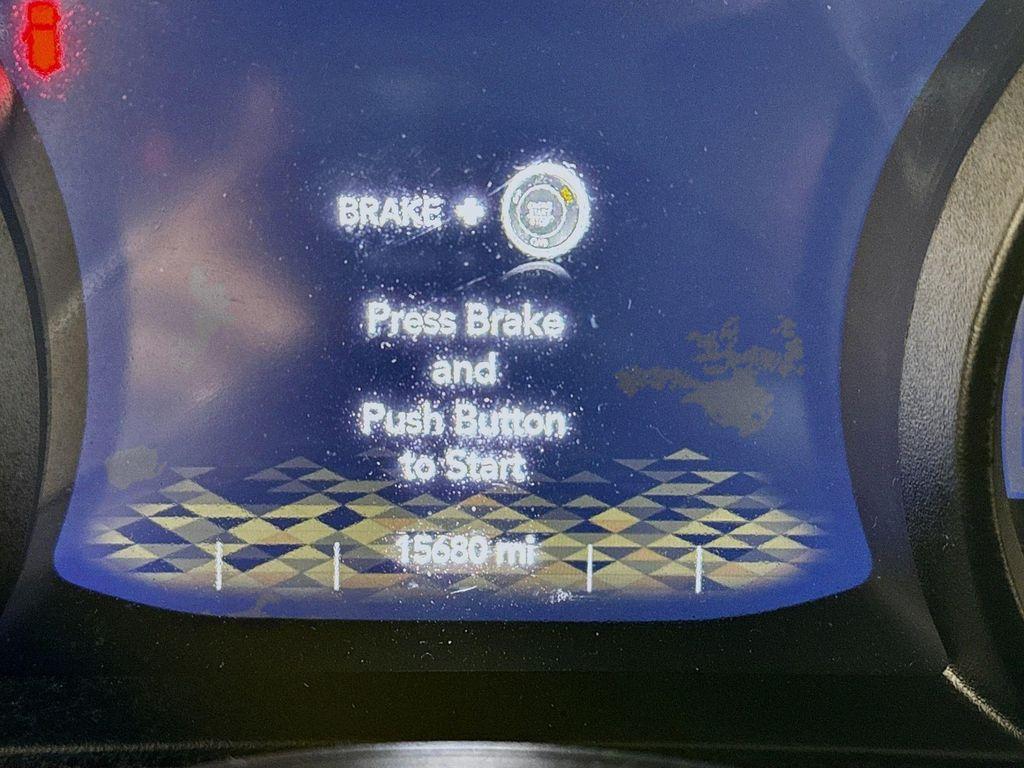 BRAKE +
Press Brake
and
Push Button
to Start
15680 mi